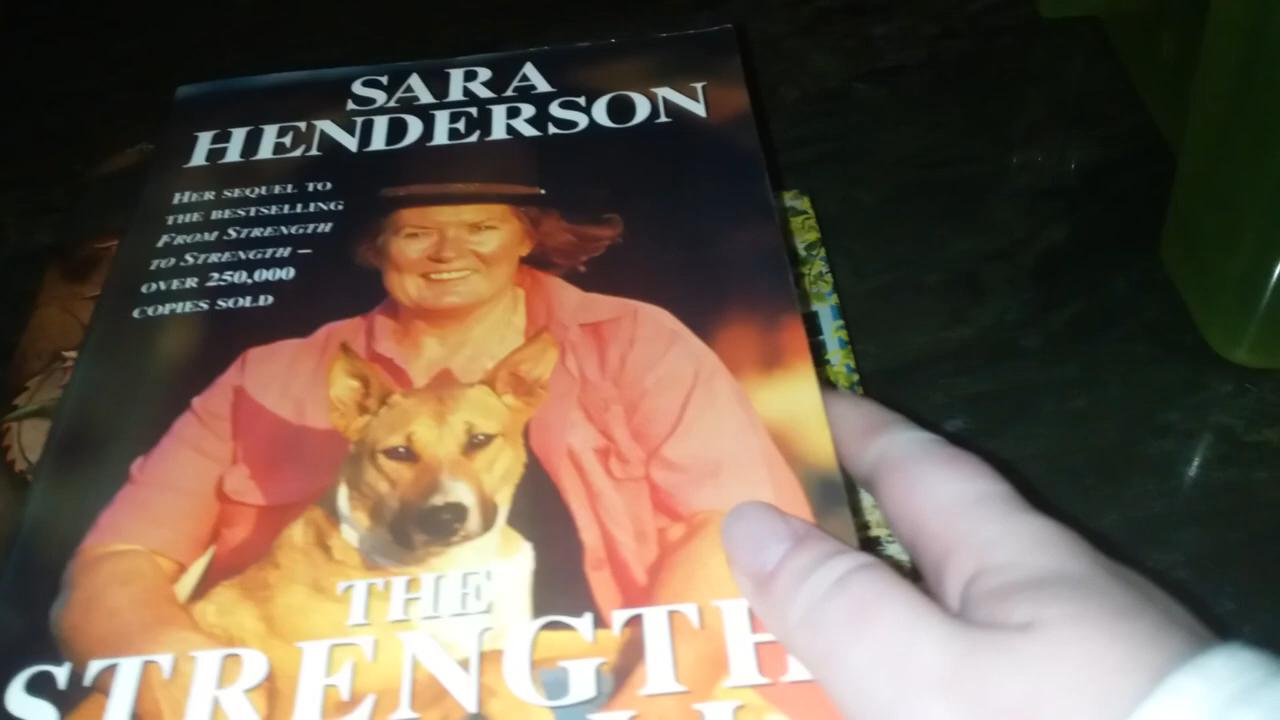 SARA
HENDERSON
HER SEQUEL TO
THE BESTSELLING
FROM STRENGTH
TO STRENGTH –
OVER 250,000
COPIES SOLD
THE
STRENGTH